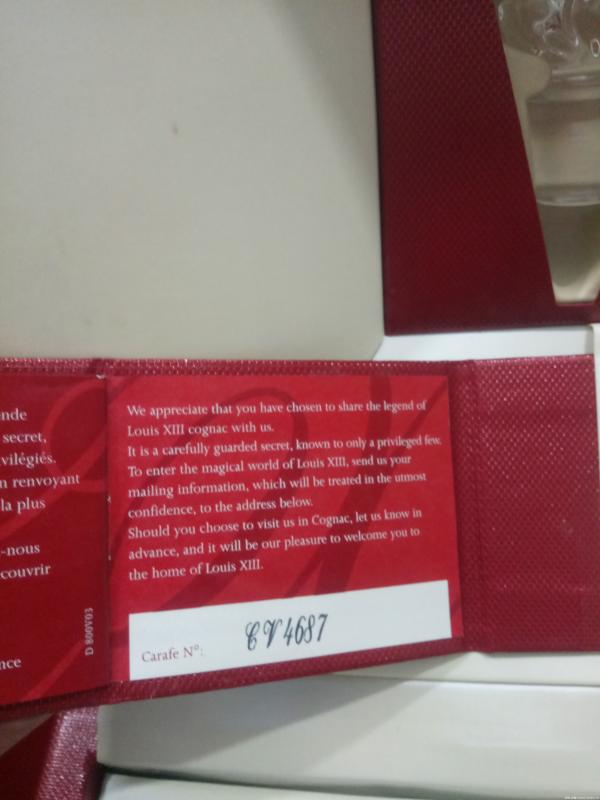 ende
secret,
vilégiés.
n renvoyant
la plus
-nous
couvrir
nce
D 800V03
We appreciate that you have chosen to share the legend of
Louis XIII cognac with us.
It is a carefully guarded secret, known to only a privileged few.
To enter the magical world of Louis XIII, send us your
mailing information, which will be treated in the utmost
confidence, to the address below.
Should you choose to visit us in Cognac, let us know in
advance, and it will be our pleasure to welcome you to
the home of Louis XIII.
Carafe Nº: CV4687